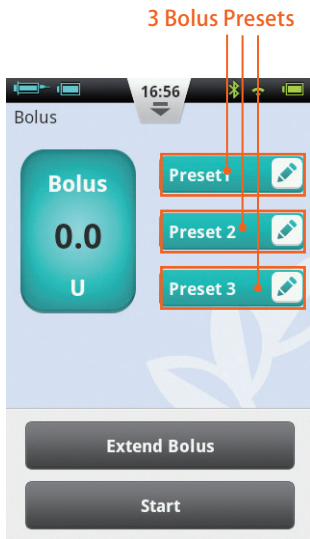 3 Bolus Presets
16:56
Bolus
Bolus
0.0
U
Preset 1
Preset 2
Preset 3
Extend Bolus
Start